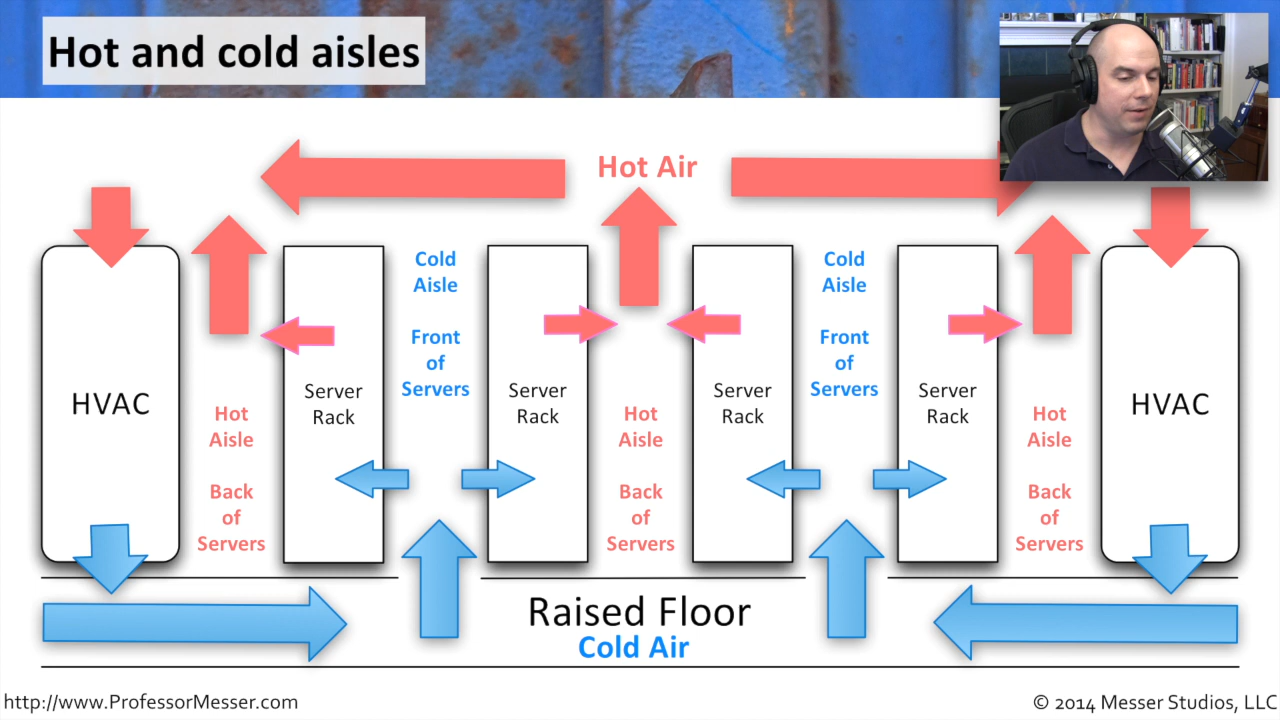 Hot and cold aisles
Hot Air
HVAC
Hot
Aisle
Back
of
Servers
Server
Rack
Cold
Aisle
Front
of
Servers
Server
Rack
Hot
Aisle
Back
of
Servers
Server
Rack
Cold
Aisle
Front
of
Servers
Server
Rack
Hot
Aisle
Back
of
Servers
HVAC
Raised Floor
Cold Air
http://www.ProfessorMesser.com
© 2014 Messer Studios, LLC